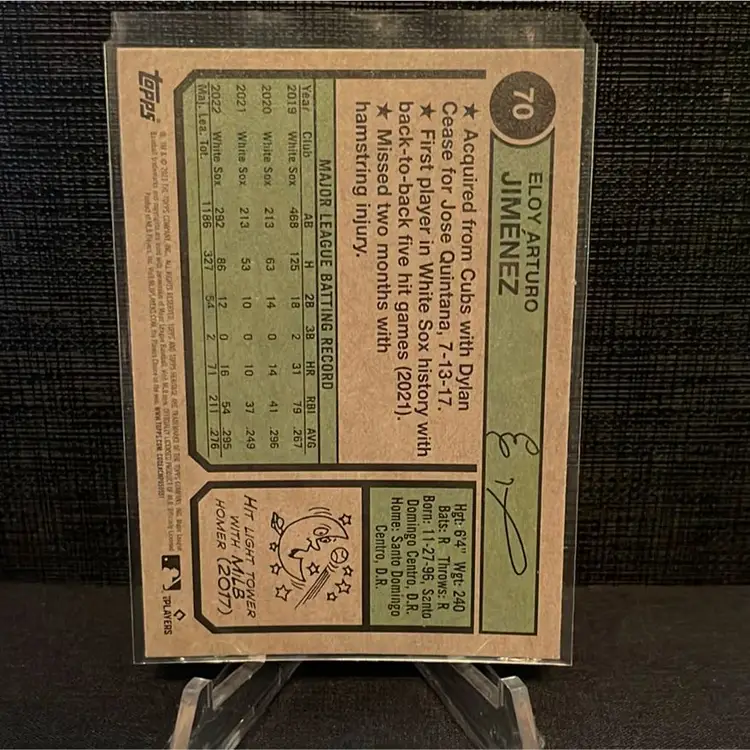 70
ELOY ARTURO
JIMÉNEZ
★ Acquired from Cubs with Dylan
Cease for Jose Quintana, 7-13-17.
★ First player in White Sox history with
back-to-back five hit games (2021).
★ Missed two months with
hamstring injury.
MAJOR LEAGUE BATTING RECORD
Year Club AB H 2B 3B HR RBI AVG
2019 White Sox 468 125 18 2 31 79 .267
2020 White Sox 213 63 14 0 14 41 .296
2021 White Sox 213 53 10 0 10 37 .249
2022 White Sox 292 86 12 0 16 54 .295
Maj. Lea. Tot. 1186 327 54 2 71 211 .276
Hgt: 6'4" Wgt: 240
Bats: R Throws: R
Born: 11-27-96, Santo
Domingo Centro, D.R.
Home: Santo Domingo
Centro, D.R.
HIT LIGHT TOWER
WITH MiLB
HOMER (2017)
topps
PLAYERS